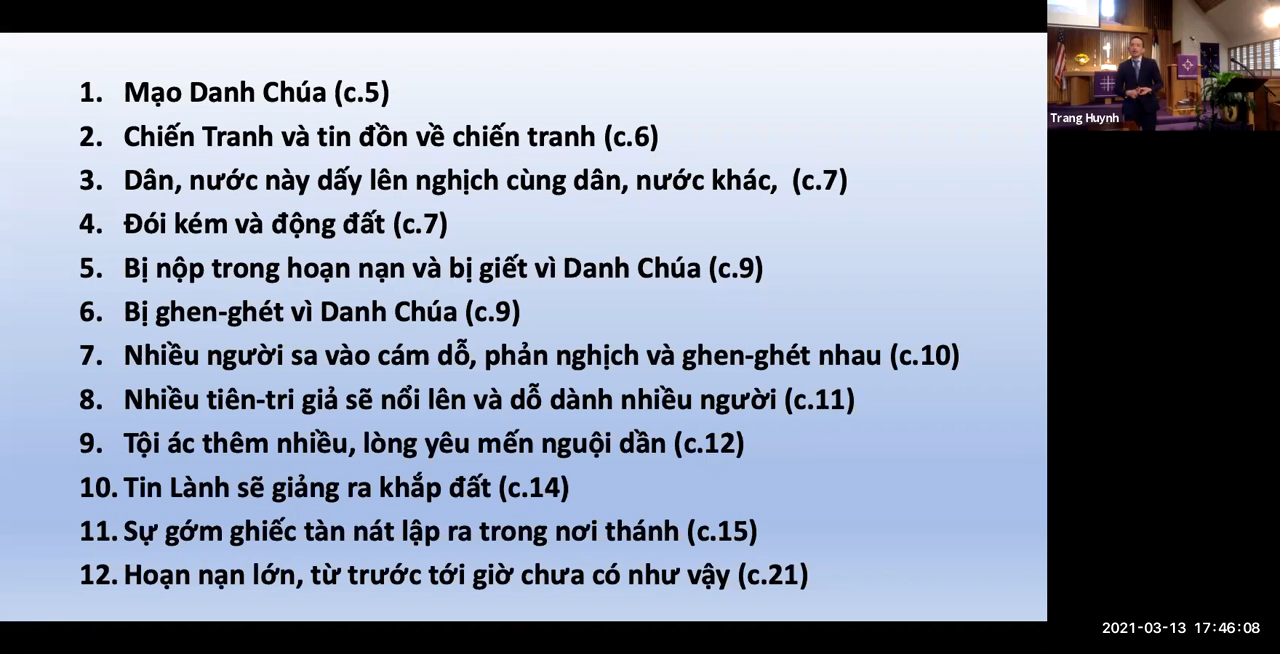 1. Mạo Danh Chúa (c.5)
2. Chiến Tranh và tin đồn về chiến tranh (c.6)
3. Dân, nước này dấy lên nghịch cùng dân, nước khác, (c.7)
4. Đói kém và động đất (c.7)
5. Bị nộp trong hoạn nạn và bị giết vì Danh Chúa (c.9)
6. Bị ghen-ghét vì Danh Chúa (c.9)
7. Nhiều người sa vào cám dỗ, phản nghịch và ghen-ghét nhau (c.10)
8. Nhiều tiên-tri giả sẽ nổi lên và dỗ dành nhiều người (c.11)
9. Tội ác thêm nhiều, lòng yêu mến nguội dần (c.12)
10. Tin Lành sẽ giảng ra khắp đất (c.14)
11. Sự gớm ghiếc tàn nát lập ra trong nơi thánh (c.15)
12. Hoạn nạn lớn, từ trước tới giờ chưa có như vậy (c.21)
Trang Huynh
2021-03-13 17:46:08